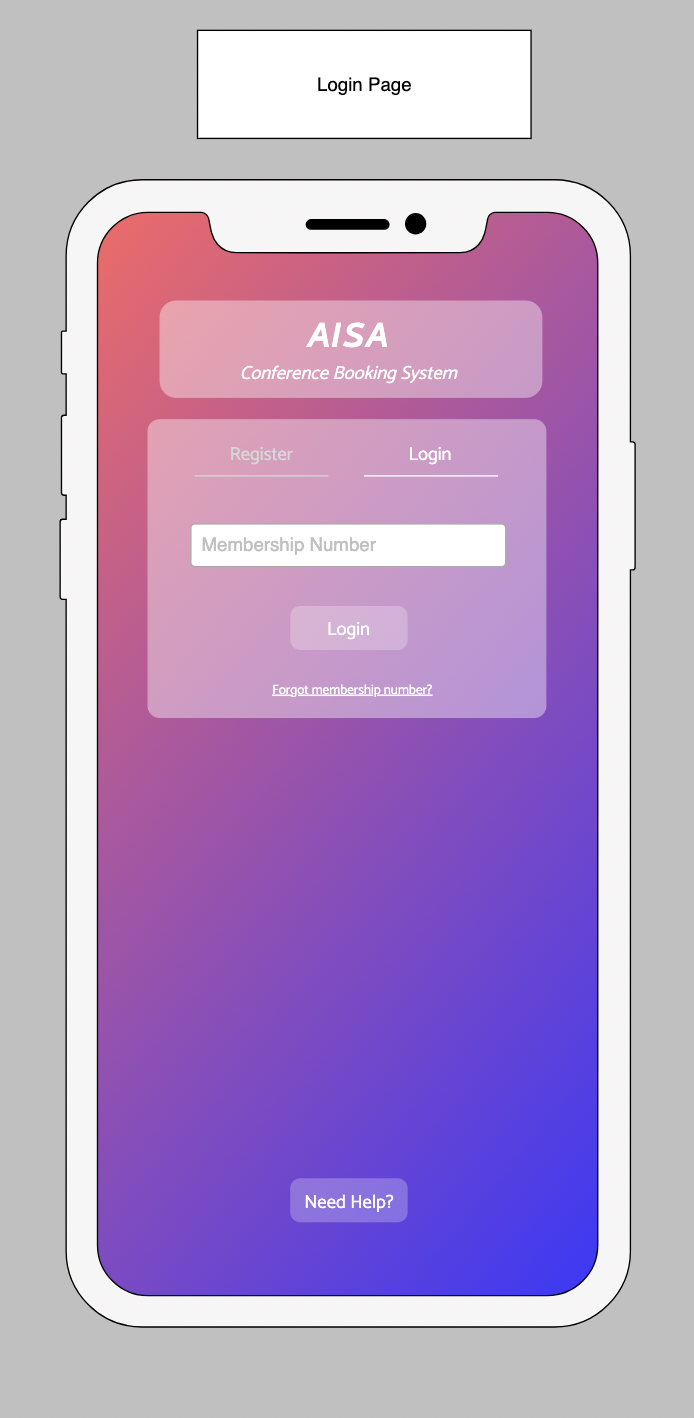 Login Page
AISA
Conference Booking System
Register
Login
Membership Number
Login
Forgot membership number?
Need Help?